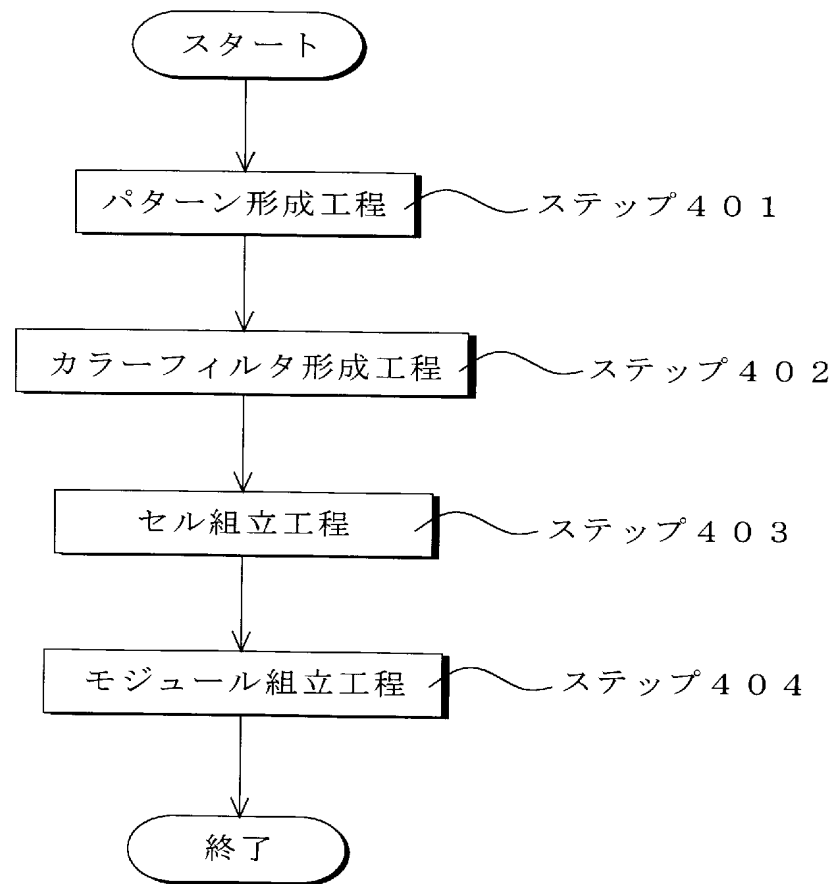 スタート
パターン形成工程
ステップ401
カラーフィルタ形成工程
ステップ402
セル組立工程
ステップ403
モジュール組立工程
ステップ404
終了